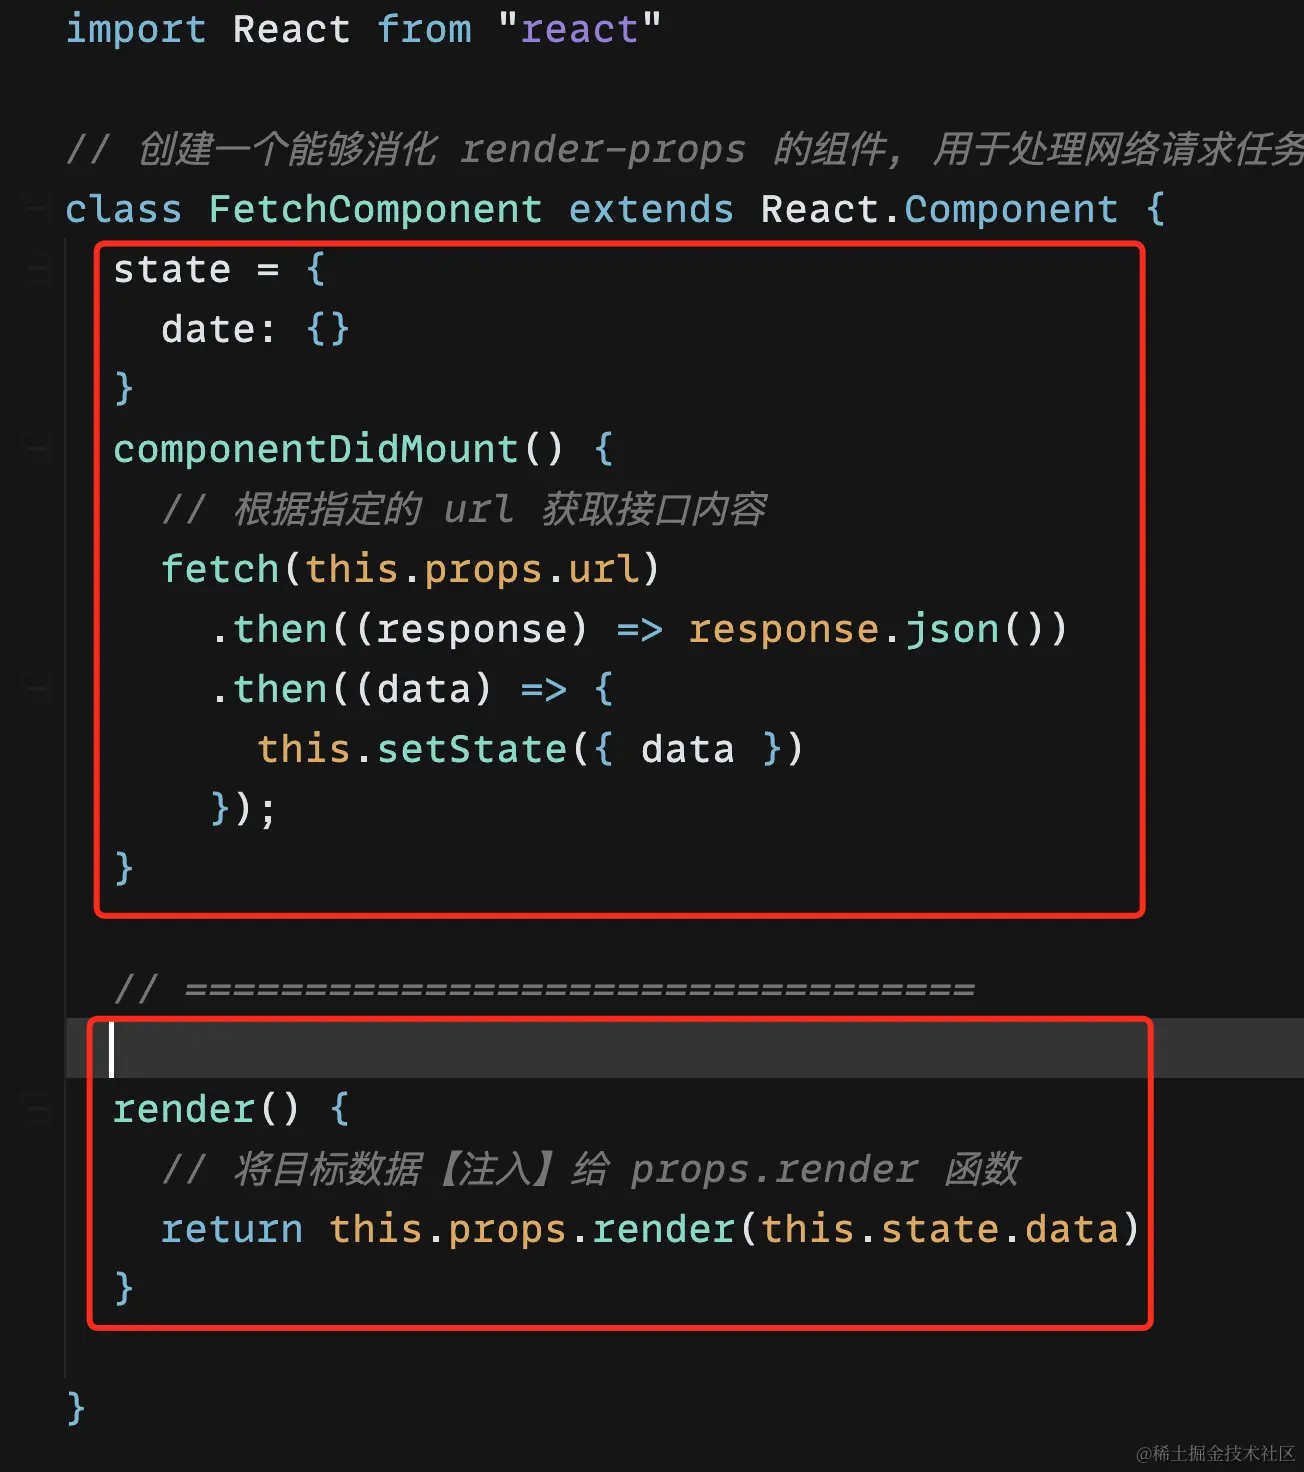 import React from "react"
// 创建一个能够消化 render-props 的组件, 用于处理网络请求任务
class FetchComponent extends React.Component {
state = {
date: {}
}
componentDidMount() {
// 根据指定的 url 获取接口内容
fetch(this.props.url)
.then((response) => response.json())
.then((data) => {
this.setState({ data })
});
}
// =================================
render() {
// 将目标数据【注入】给 props.render 函数
return this.props.render(this.state.data)
}
}
@稀土掘金技术社区